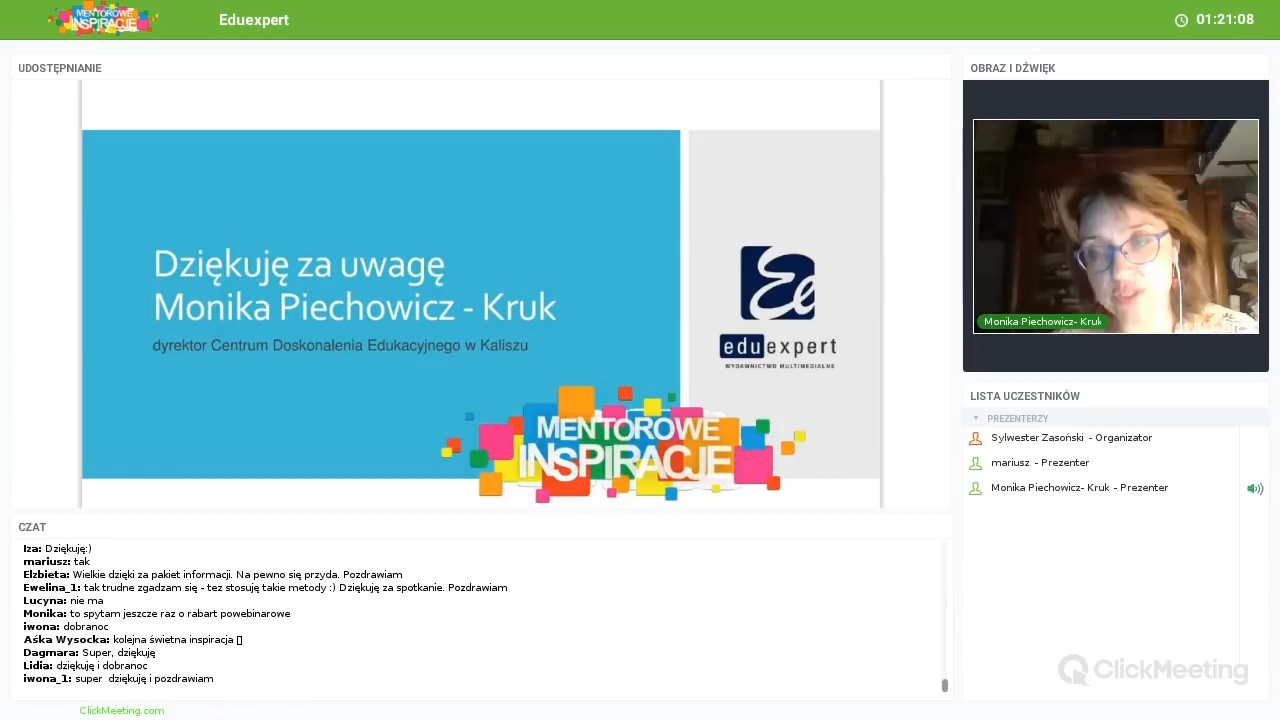 MENTOROWE
INSPIRACJE
Eduexpert
01:21:08
UDOSTĘPNIANIE
OBRAZ I DŹWIĘK
Dziękuję za uwagę
Monika Piechowicz - Kruk
dyrektor Centrum Doskonalenia Edukacyjnego w Kaliszu
eduexpert
WYDAWNICTWO MULTIMEDIALNE
MENTOROWE
INSPIRACJE
Monika Piechowicz- Kruk
LISTA UCZESTNIKÓW
PREZENTERZY
Sylwester Zasoński - Organizator
mariusz - Prezenter
Monika Piechowicz- Kruk - Prezenter
CZAT
Iza: Dziękuję:)
mariusz: tak
Elzbieta: Wielkie dzięki za pakiet informacji. Na pewno się przyda. Pozdrawiam
Ewelina_1: tak trudne zgadzam się - tez stosuję takie metody :) Dziękuję za spotkanie. Pozdrawiam
Lucyna: nie ma
Monika: to spytam jeszcze raz o rabart powebinarowe
iwona: dobranoc
Aśka Wysocka: kolejna świetna inspiracja []
Dagmara: Super, dziękuję
Lidia: dziękuję i dobranoc
iwona_1: super dziękuję i pozdrawiam
ClickMeeting
ClickMeeting.com